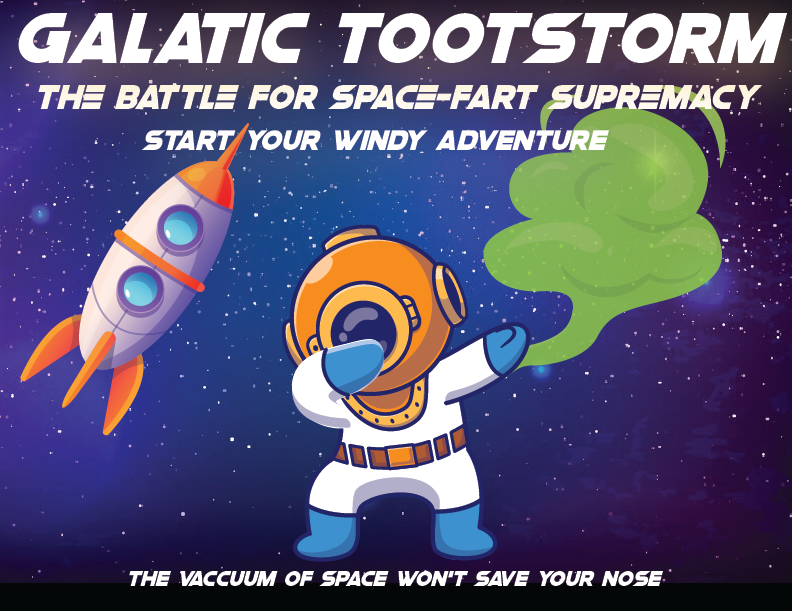 GALATIC TOOTSTORM
THE BATTLE FOR SPACE-FART SUPREMACY
START YOUR WINDY ADVENTURE
THE VACCUUM OF SPACE WON'T SAVE YOUR NOSE